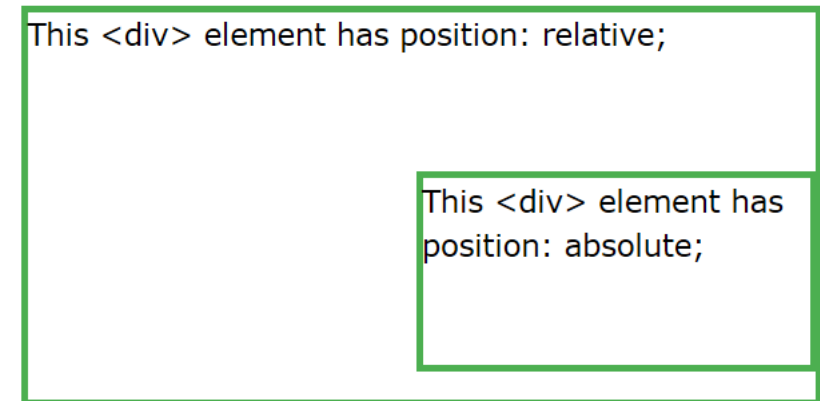 This <div> element has position: relative;
This <div> element has
position: absolute;